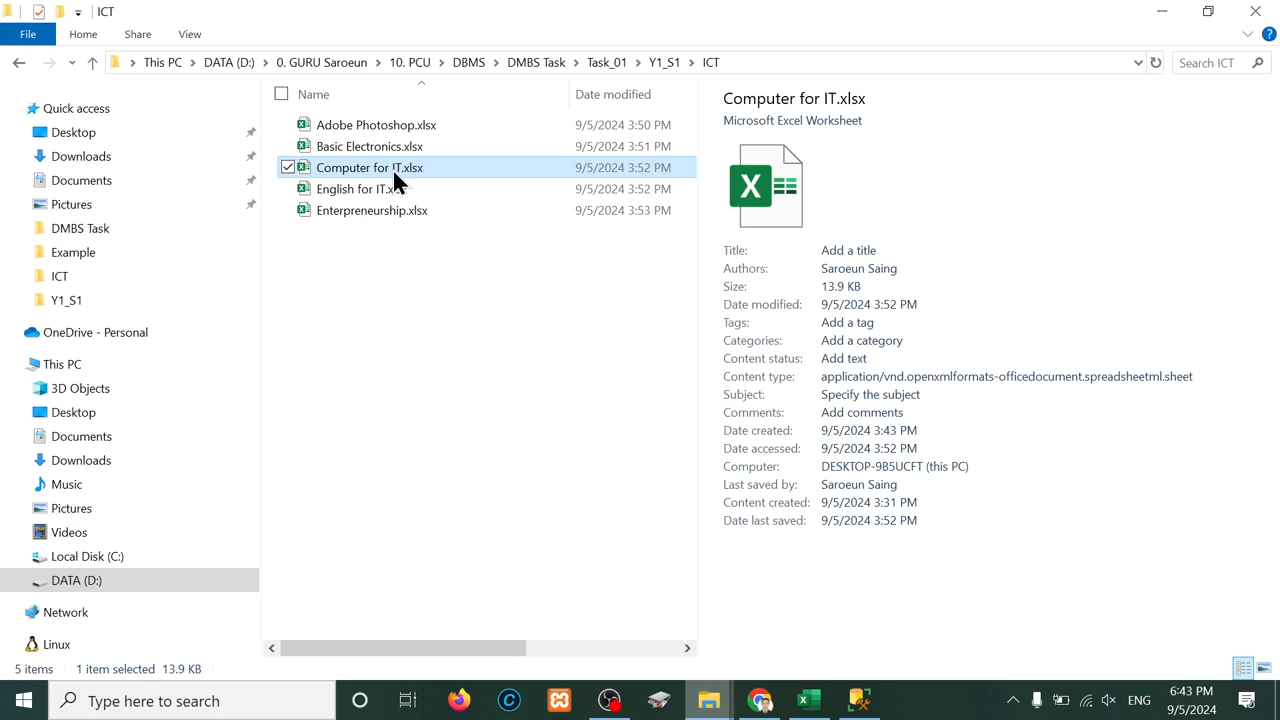 ICT
File Home Share View
This PC DATA (D:) 0. GURU Saroeun 10. PCU DBMS DMBS Task Task_01 Y1_S1 ICT Search ICT
Quick access
Desktop
Downloads
Documents
Pictures
DMBS Task
Example
ICT
Y1_S1
OneDrive - Personal
This PC
3D Objects
Desktop
Documents
Downloads
Music
Pictures
Videos
Local Disk (C:)
DATA (D:)
Network
Linux
Name Date modified
Adobe Photoshop.xlsx 9/5/2024 3:50 PM
Basic Electronics.xlsx 9/5/2024 3:51 PM
Computer for IT.xlsx 9/5/2024 3:52 PM
English for IT.x 9/5/2024 3:52 PM
Enterpreneurship.xlsx 9/5/2024 3:53 PM
Computer for IT.xlsx
Microsoft Excel Worksheet
X
Title: Add a title
Authors: Saroeun Saing
Size: 13.9 KB
Date modified: 9/5/2024 3:52 PM
Tags: Add a tag
Categories: Add a category
Content status: Add text
Content type: application/vnd.openxmlformats-officedocument.spreadsheetml.sheet
Subject: Specify the subject
Comments: Add comments
Date created: 9/5/2024 3:43 PM
Date accessed: 9/5/2024 3:52 PM
Computer: DESKTOP-9B5UCFT (this PC)
Last saved by: Saroeun Saing
Content created: 9/5/2024 3:31 PM
Date last saved: 9/5/2024 3:52 PM
5 items 1 item selected 13.9 KB
Type here to search
ENG
6:43 PM
9/5/2024